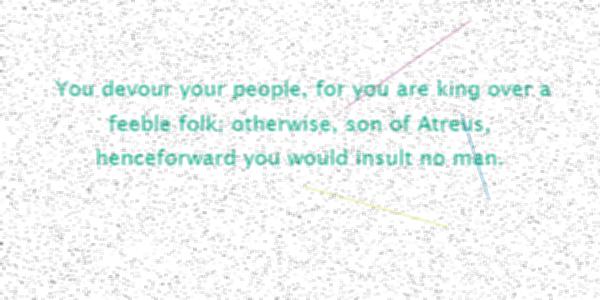 You devour your people, for you are king over a
feeble folk; otherwise, son of Atreus,
henceforward you would insult no man.